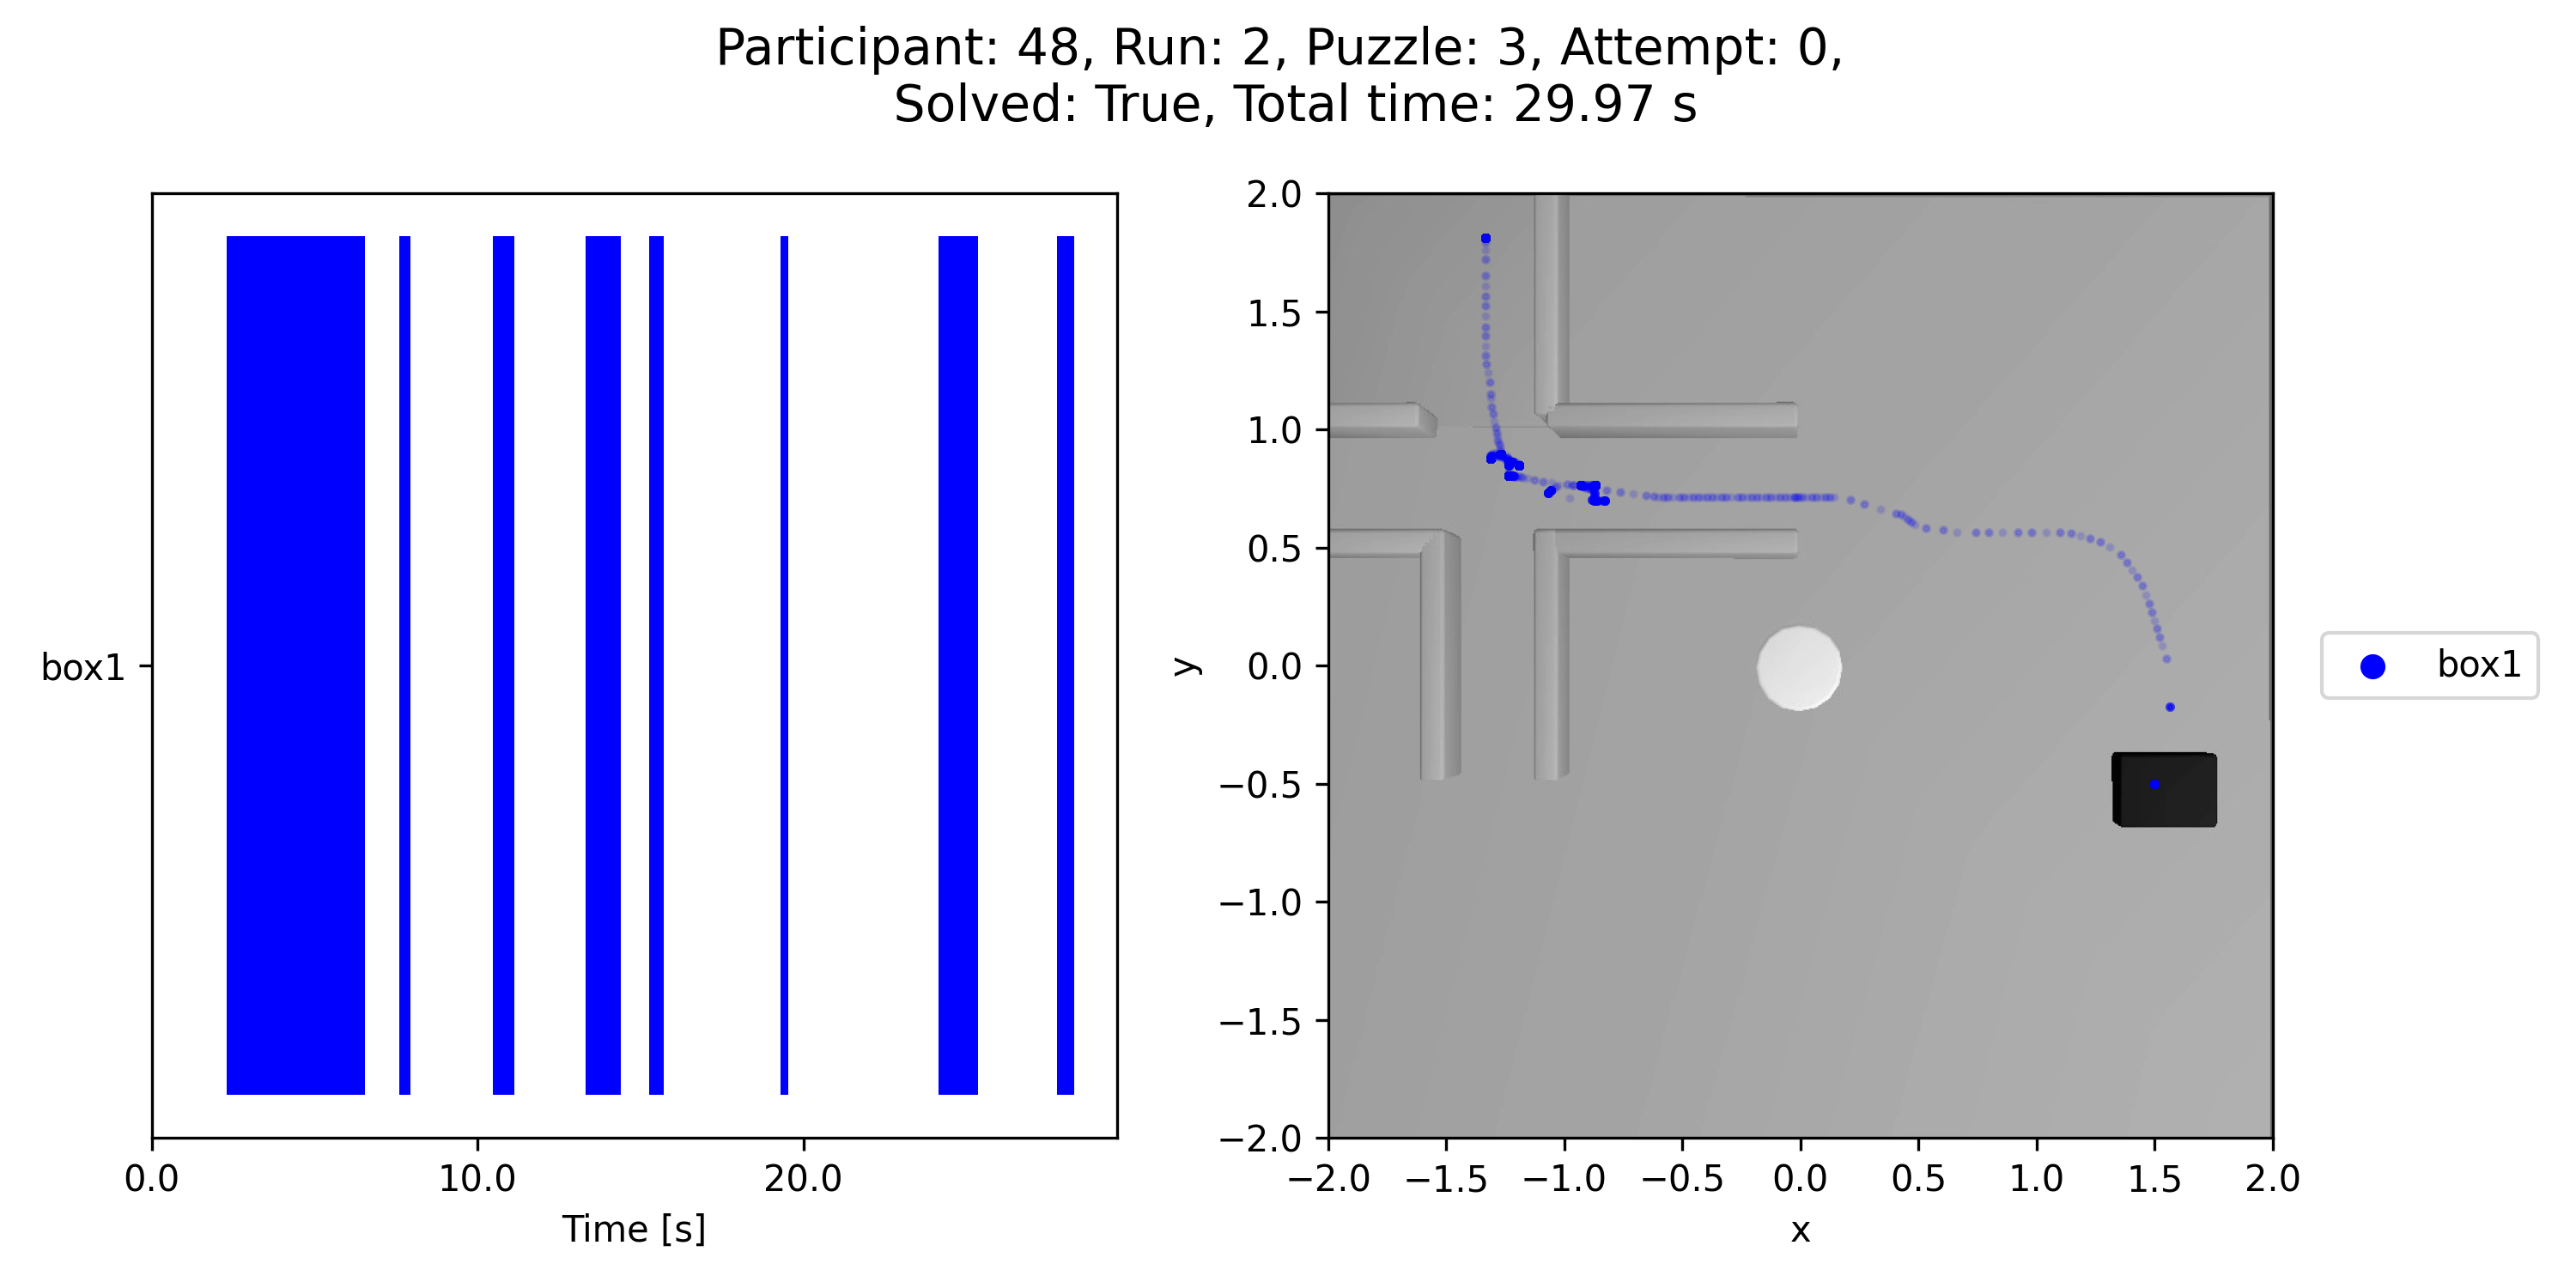 Participant: 48, Run: 2, Puzzle: 3, Attempt: 0,
Solved: True, Total time: 29.97 s
box1
0.0 10.0 20.0
Time [s]
2.0
1.5
1.0
0.5
0.0
−0.5
−1.0
−1.5
−2.0
y
−2.0 −1.5 −1.0 −0.5 0.0 0.5 1.0 1.5 2.0
x
box1